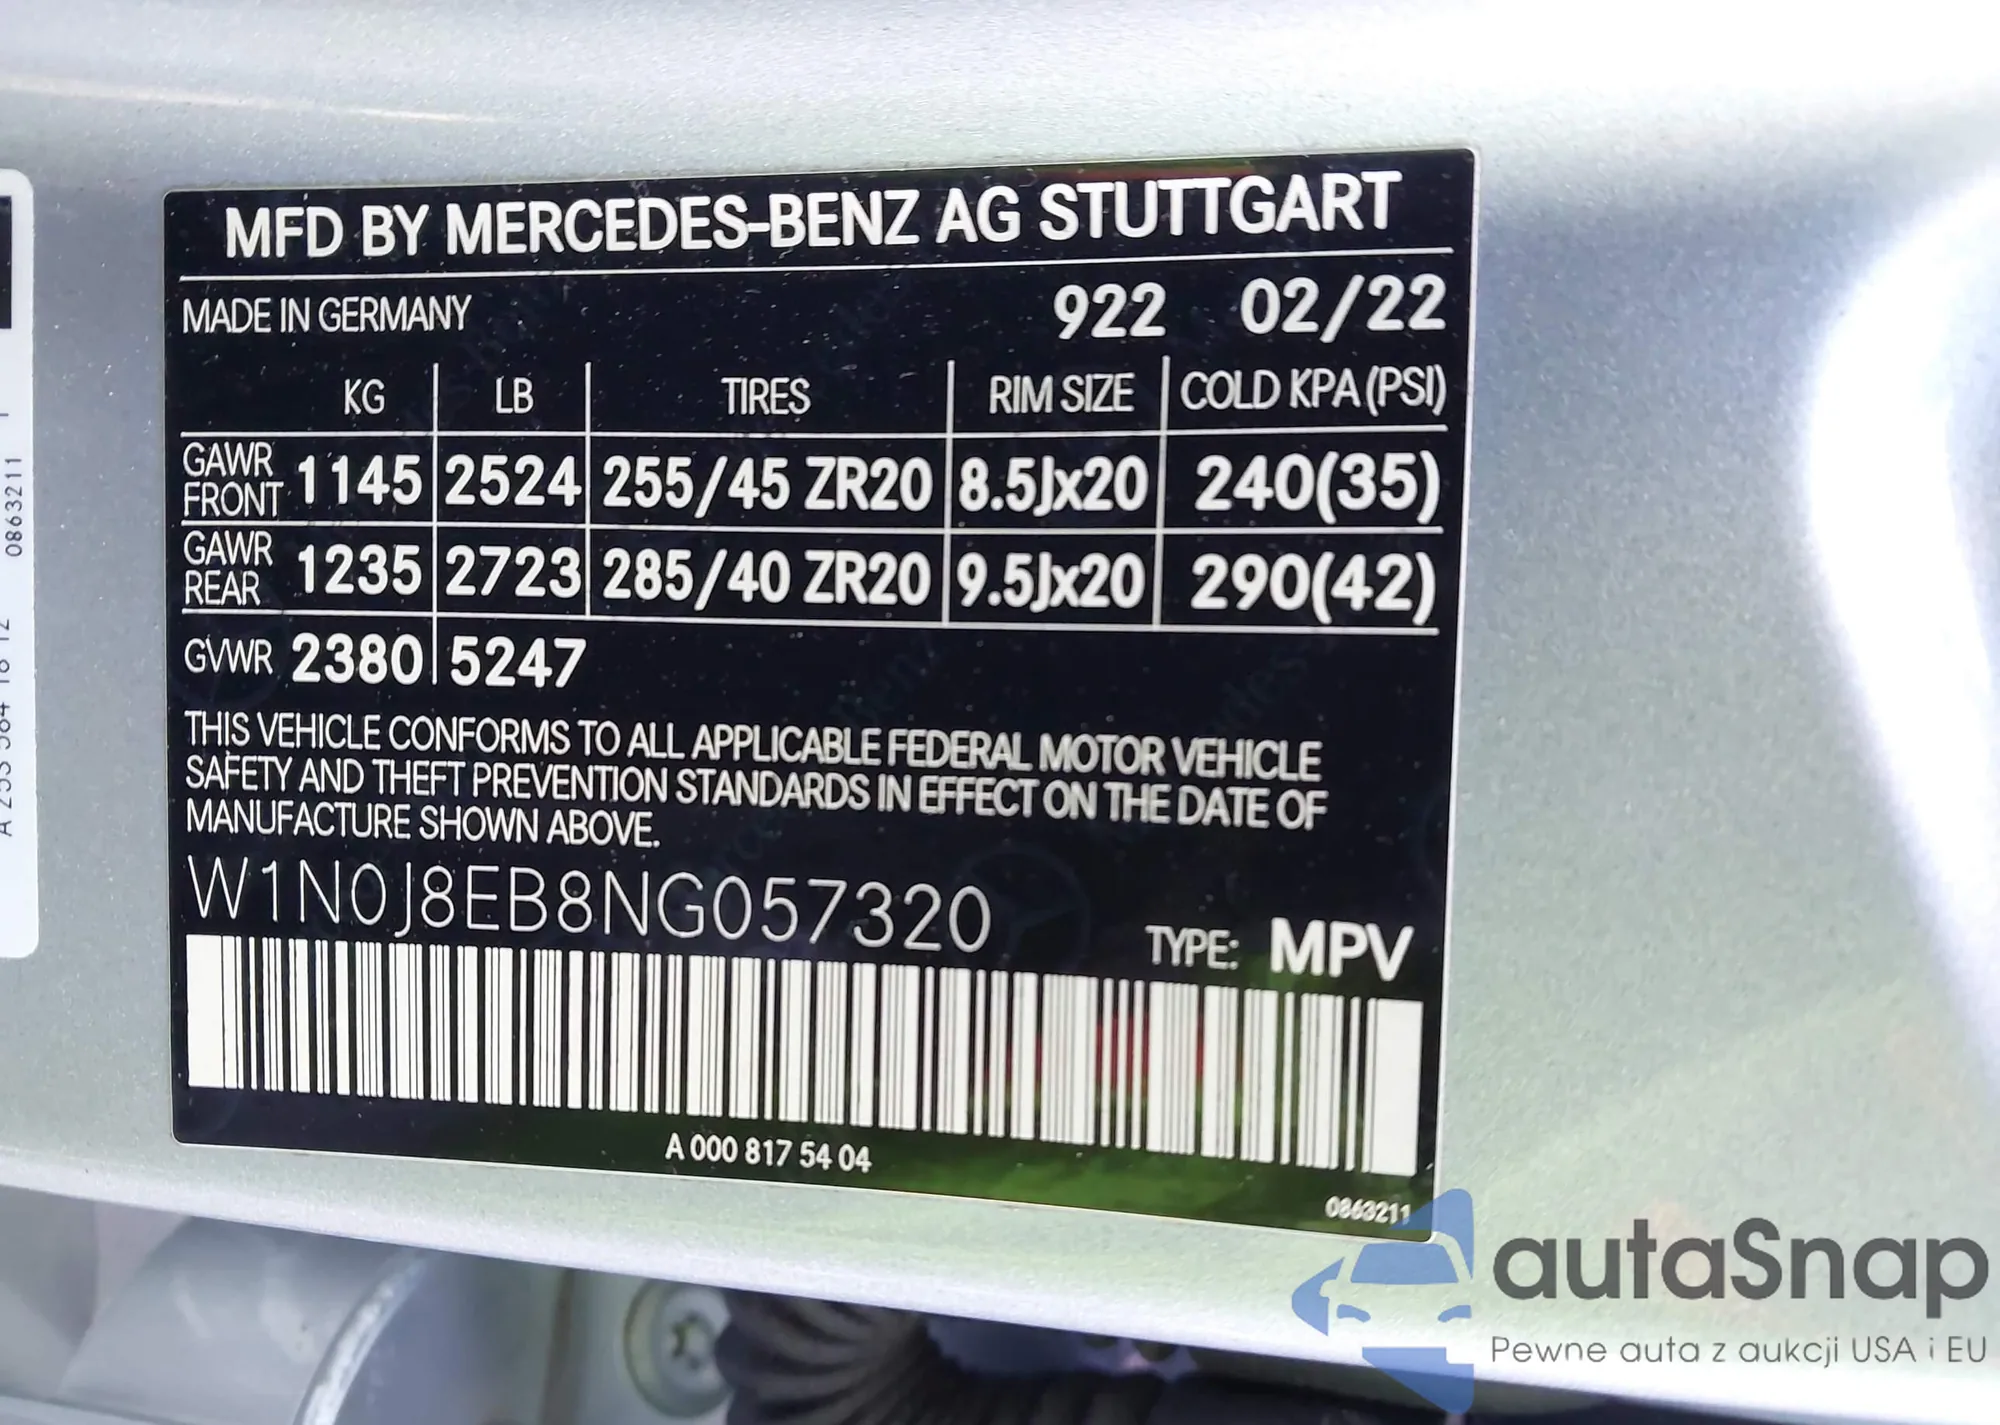 MFD BY MERCEDES-BENZ AG STUTTGART
MADE IN GERMANY 922 02/22
KG LB TIRES RIM SIZE COLD KPA (PSI)
GAWR FRONT 1145 2524 255/45 ZR20 8.5Jx20 240(35)
GAWR REAR 1235 2723 285/40 ZR20 9.5Jx20 290(42)
GVWR 2380 5247
THIS VEHICLE CONFORMS TO ALL APPLICABLE FEDERAL MOTOR VEHICLE
SAFETY AND THEFT PREVENTION STANDARDS IN EFFECT ON THE DATE OF
MANUFACTURE SHOWN ABOVE.
W1N0J8EB8NG057320
TYPE: MPV
A 000 817 54 04
0863211
0863211
autaSnap
Pewne auta z aukcji USA i EU